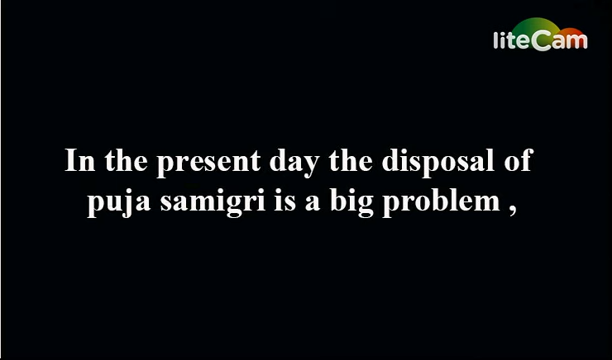 liteCam
In the present day the disposal of
puja samigri is a big problem ,